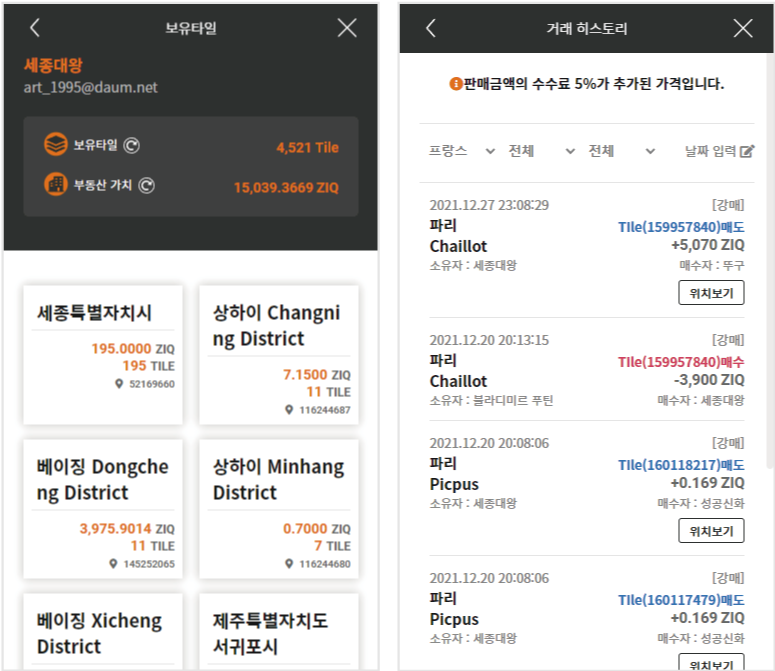 보유타일
세종대왕
art_1995@daum.net
보유타일
4,521 Tile
부동산 가치
15,039.3669 ZIQ
세종특별자치시
195.0000 ZIQ
195 TILE
52169660
상하이 Changni
ng District
7.1500 ZIQ
11 TILE
116244687
베이징 Dongche
ng District
3,975.9014 ZIQ
11 TILE
145252065
상하이 Minhang
District
0.7000 ZIQ
7 TILE
116244680
베이징 Xicheng
District
제주특별자치도
서귀포시
거래 히스토리
판매금액의 수수료 5%가 추가된 가격입니다.
프랑스 전체 전체 날짜 입력
2021.12.27 23:08:29 [강매]
파리 TIle(159957840)매도
Chaillot +5,070 ZIQ
소유자 : 세종대왕 매수자 : 뚜구
위치보기
2021.12.20 20:13:15 [강매]
파리 TIle(159957840)매수
Chaillot -3,900 ZIQ
소유자 : 블라디미르 푸틴 매수자 : 세종대왕
2021.12.20 20:08:06 [강매]
파리 TIle(160118217)매도
Picpus +0.169 ZIQ
소유자 : 세종대왕 매수자 : 성공신화
위치보기
2021.12.20 20:08:06 [강매]
파리 TIle(160117479)매도
Picpus +0.169 ZIQ
소유자 : 세종대왕 매수자 : 성공신화
위치보기